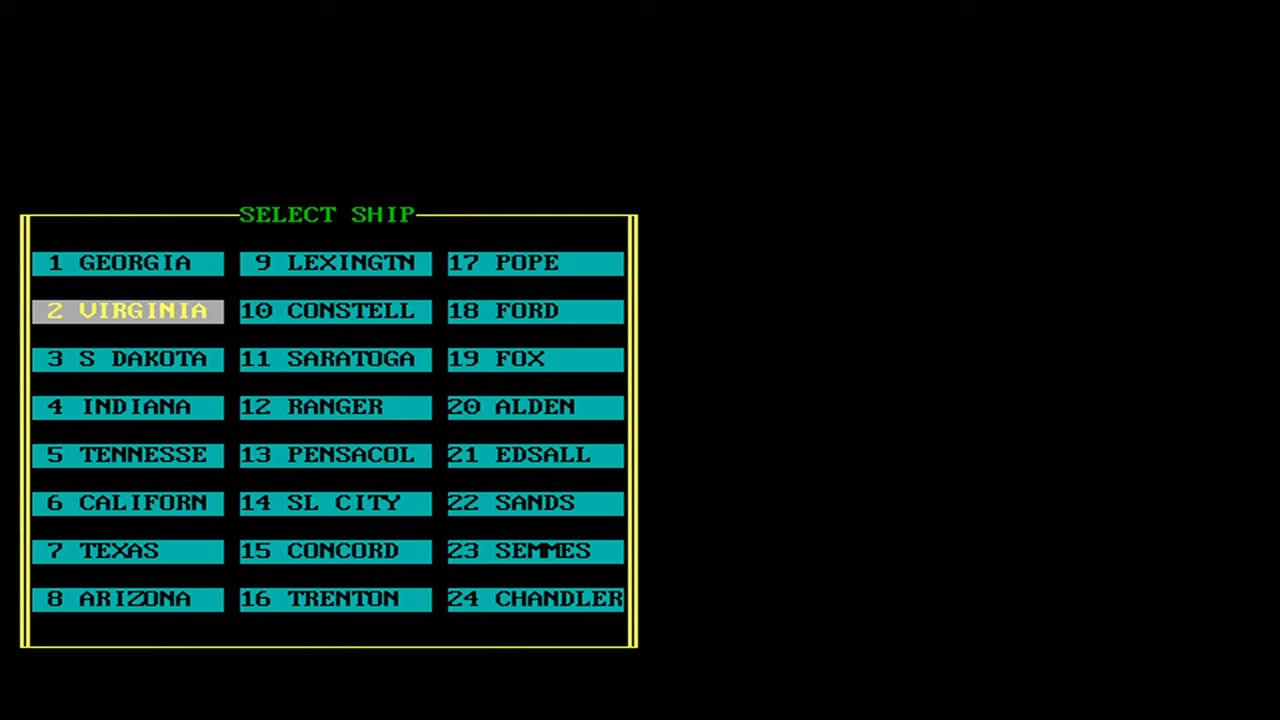 SELECT SHIP
1 GEORGIA 9 LEXINGTN 17 POPE
2 VIRGINIA 10 CONSTELL 18 FORD
3 S DAKOTA 11 SARATOGA 19 FOX
4 INDIANA 12 RANGER 20 ALDEN
5 TENNESSE 13 PENSACOL 21 EDSALL
6 CALIFORN 14 SL CITY 22 SANDS
7 TEXAS 15 CONCORD 23 SEMMES
8 ARIZONA 16 TRENTON 24 CHANDLER